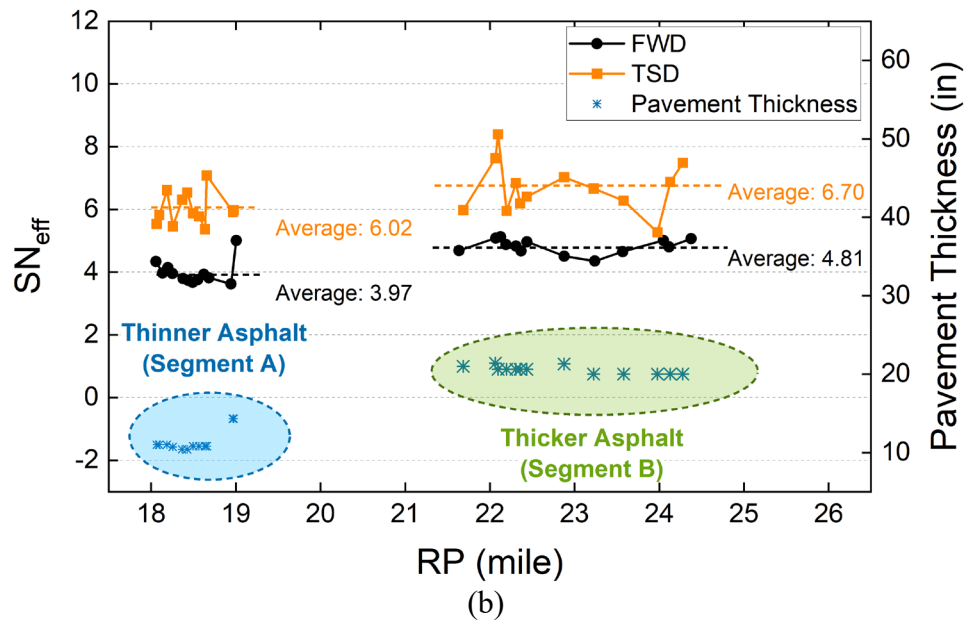 12
10
8
6
4
2
0
-2
SNeff
60
50
40
30
20
10
Pavement Thickness (in)
FWD
TSD
Pavement Thickness
Average: 6.02
Average: 3.97
Average: 6.70
Average: 4.81
Thinner Asphalt
(Segment A)
Thicker Asphalt
(Segment B)
18 19 20 21 22 23 24 25 26
RP (mile)
(b)